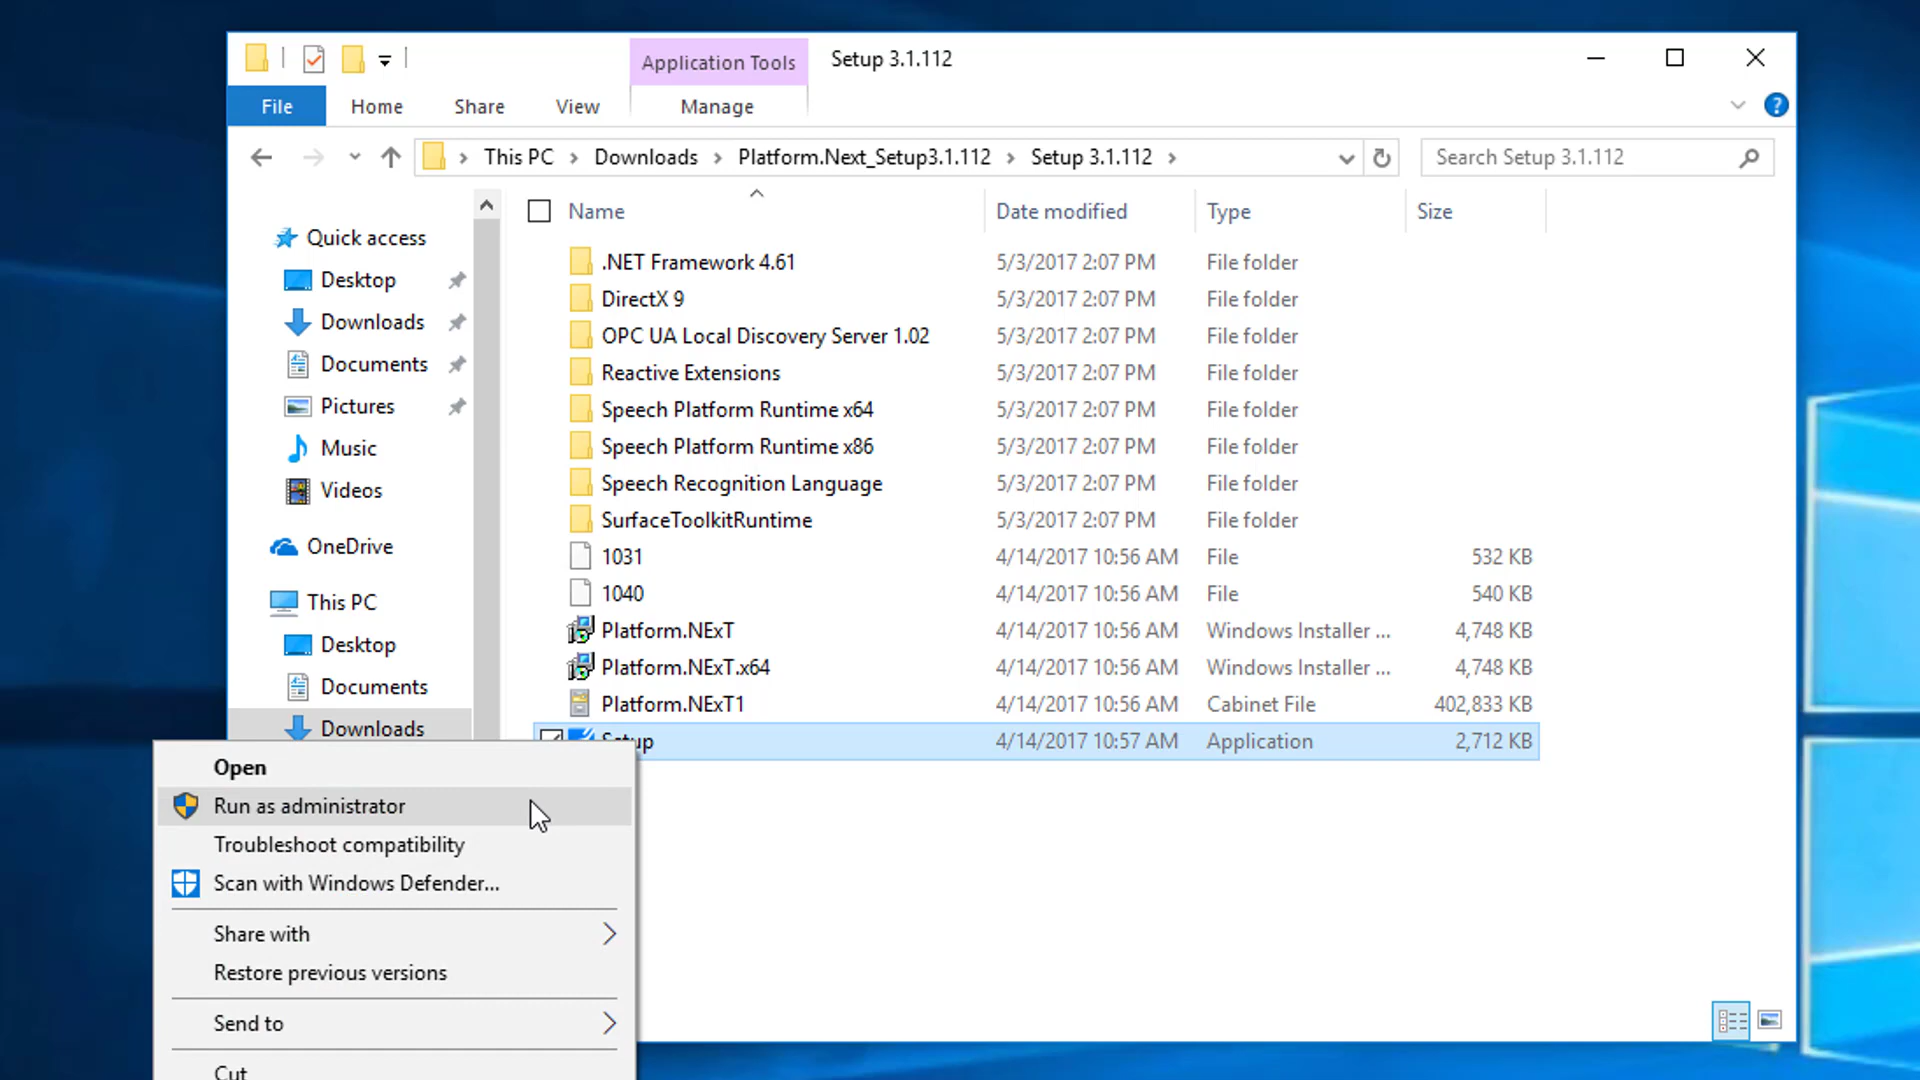 Application Tools
Setup 3.1.112
File
Home
Share
View
Manage
?
This PC
Downloads
Platform.Next_Setup3.1.112
Setup 3.1.112
Search Setup 3.1.112
Name
Date modified
Type
Size
Quick access
Desktop
Downloads
Documents
Pictures
Music
Videos
OneDrive
This PC
Desktop
Documents
Downloads
.NET Framework 4.61 5/3/2017 2:07 PM File folder
DirectX 9 5/3/2017 2:07 PM File folder
OPC UA Local Discovery Server 1.02 5/3/2017 2:07 PM File folder
Reactive Extensions 5/3/2017 2:07 PM File folder
Speech Platform Runtime x64 5/3/2017 2:07 PM File folder
Speech Platform Runtime x86 5/3/2017 2:07 PM File folder
Speech Recognition Language 5/3/2017 2:07 PM File folder
SurfaceToolkitRuntime 5/3/2017 2:07 PM File folder
1031 4/14/2017 10:56 AM File 532 KB
1040 4/14/2017 10:56 AM File 540 KB
Platform.NExT 4/14/2017 10:56 AM Windows Installer ... 4,748 KB
Platform.NExT.x64 4/14/2017 10:56 AM Windows Installer ... 4,748 KB
Platform.NExT1 4/14/2017 10:56 AM Cabinet File 402,833 KB
Setup 4/14/2017 10:57 AM Application 2,712 KB
Open
Run as administrator
Troubleshoot compatibility
Scan with Windows Defender...
Share with
Restore previous versions
Send to
Cut